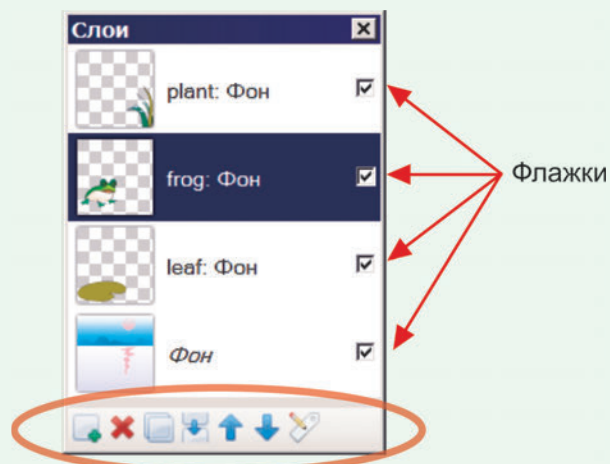 Слои
plant: Фон
frog: Фон
Флажки
leaf: Фон
Фон